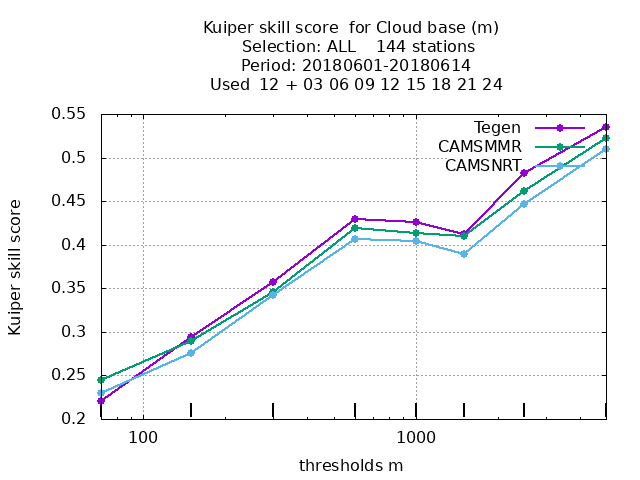 Kuiper skill score  for Cloud base (m)
Selection: ALL    144 stations
Period: 20180601-20180614
Used  12 + 03 06 09 12 15 18 21 24
Tegen
CAMSMMR
CAMSNRT
0.55
0.5
0.45
0.4
0.35
0.3
0.25
0.2
Kuiper skill score
100
1000
thresholds m